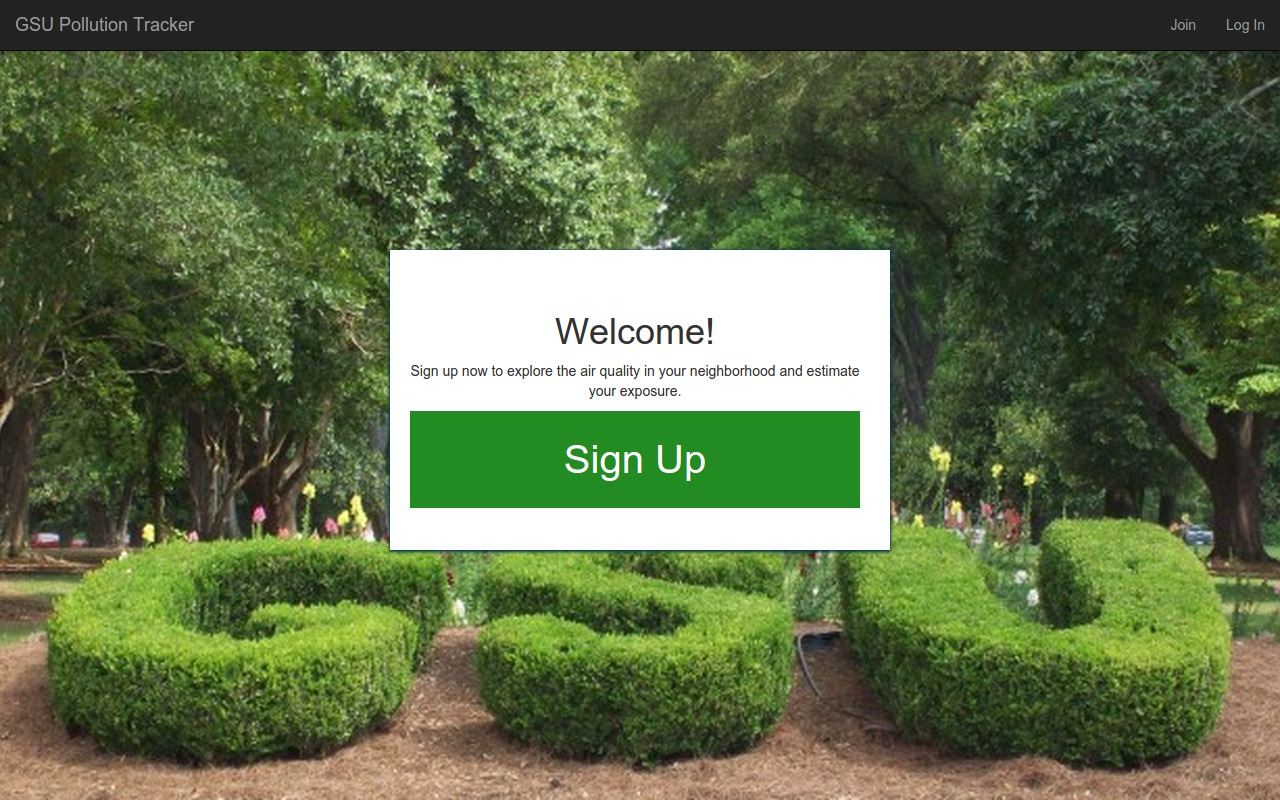 GSU Pollution Tracker
Join
Log In
Welcome!
Sign up now to explore the air quality in your neighborhood and estimate
your exposure.
Sign Up
GSU